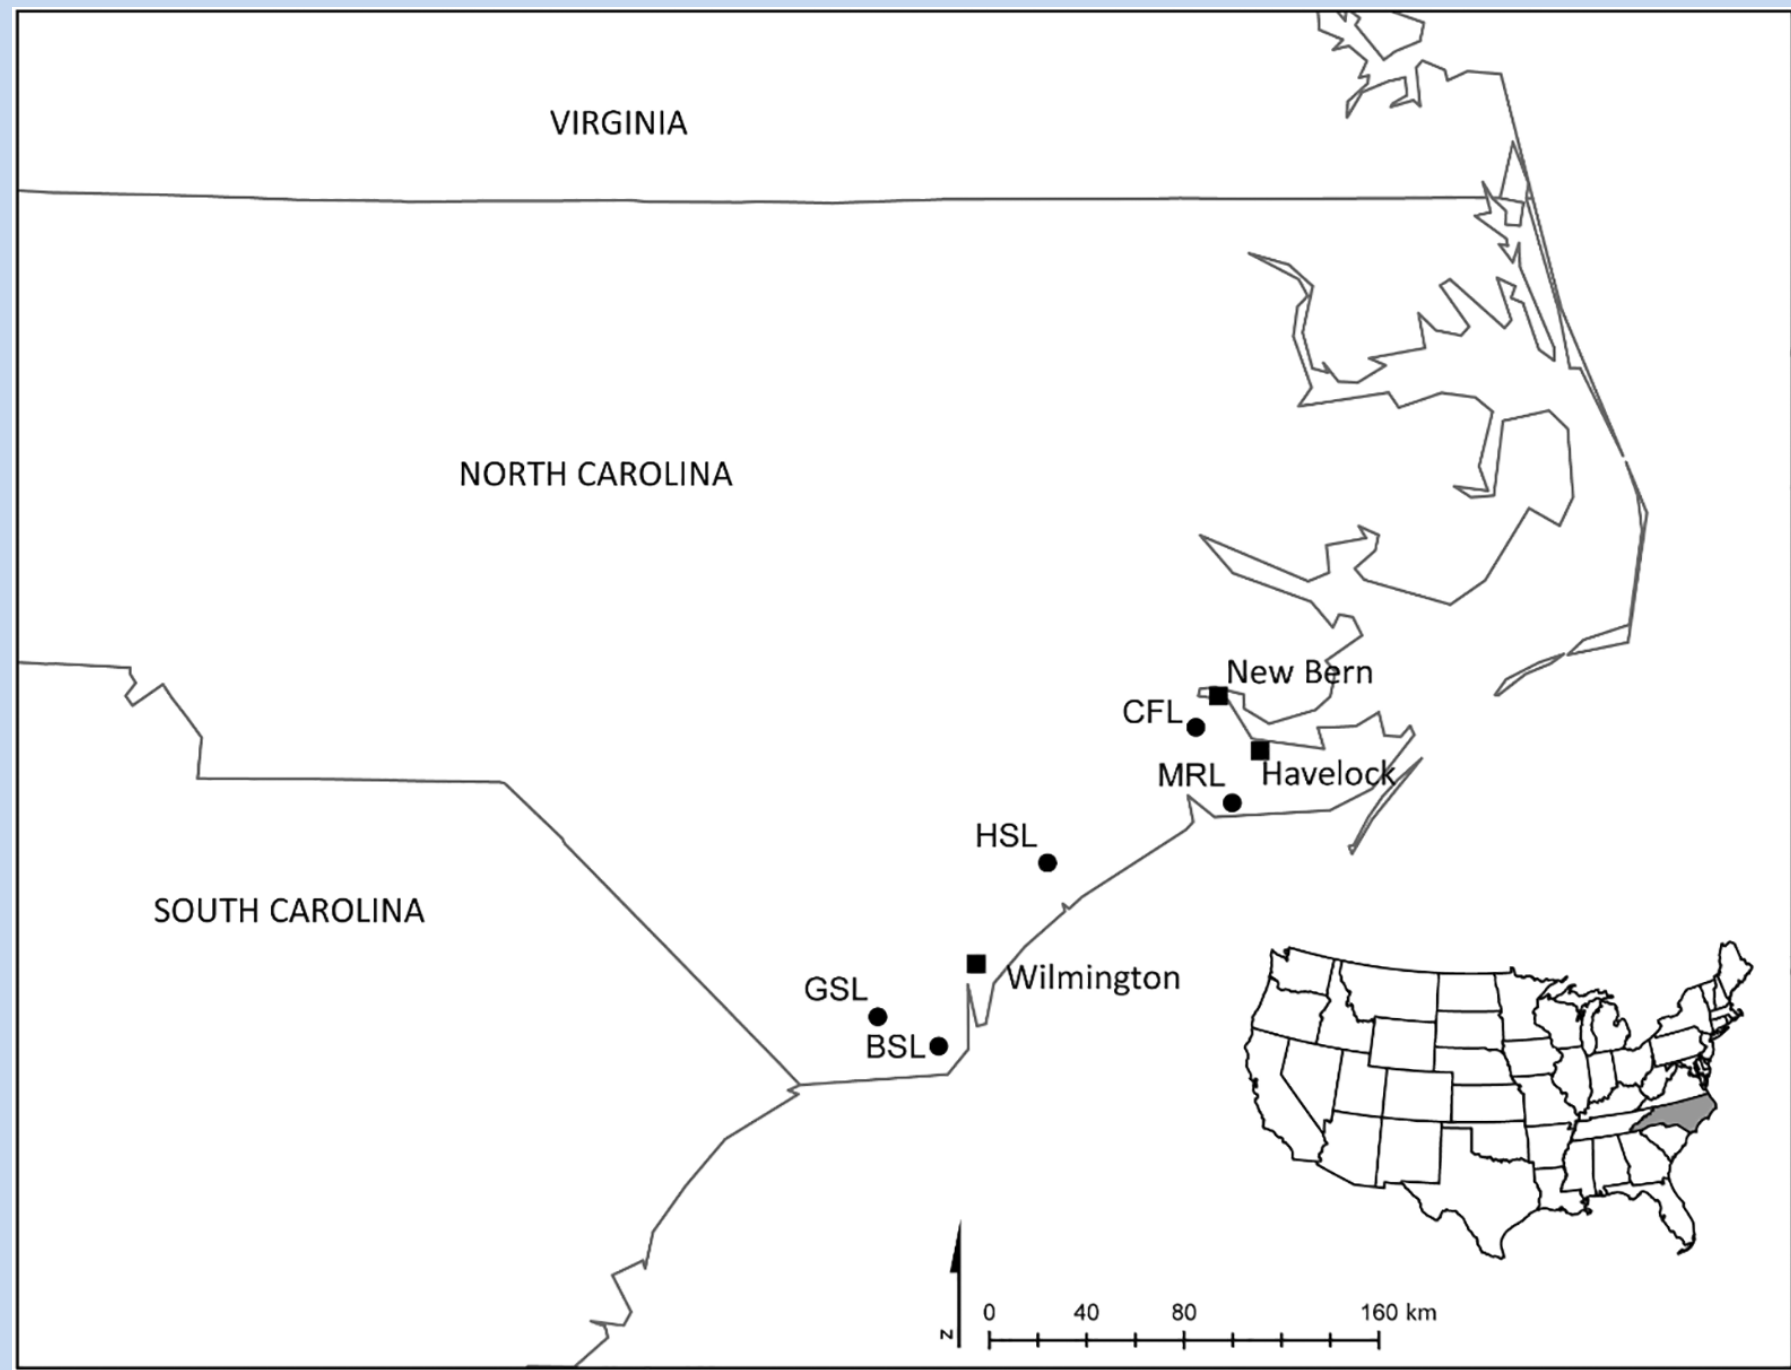 VIRGINIA
NORTH CAROLINA
New Bern
CFL
Havelock
MRL
HSL
SOUTH CAROLINA
Wilmington
GSL
BSL
N
0 40 80 160 km